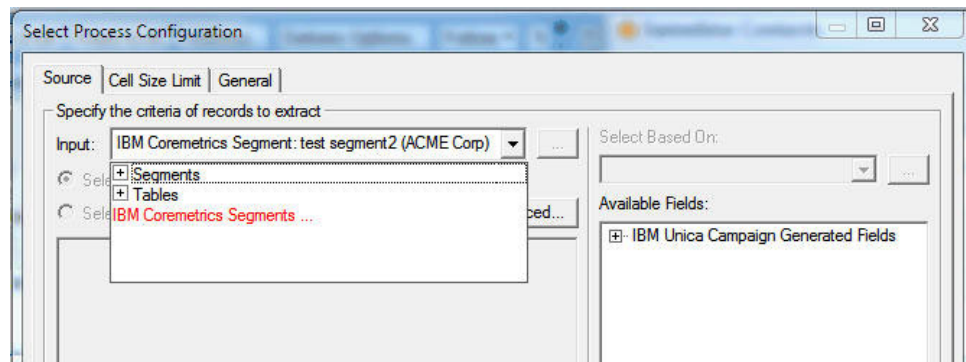 Select Process Configuration
Source Cell Size Limit General
Specify the criteria of records to extract
Input: IBM Coremetrics Segment: test segment2 (ACME Corp) ...
Select Based On:
Segments
...
Tables
IBM Coremetrics Segments ...
Available Fields:
IBM Unica Campaign Generated Fields